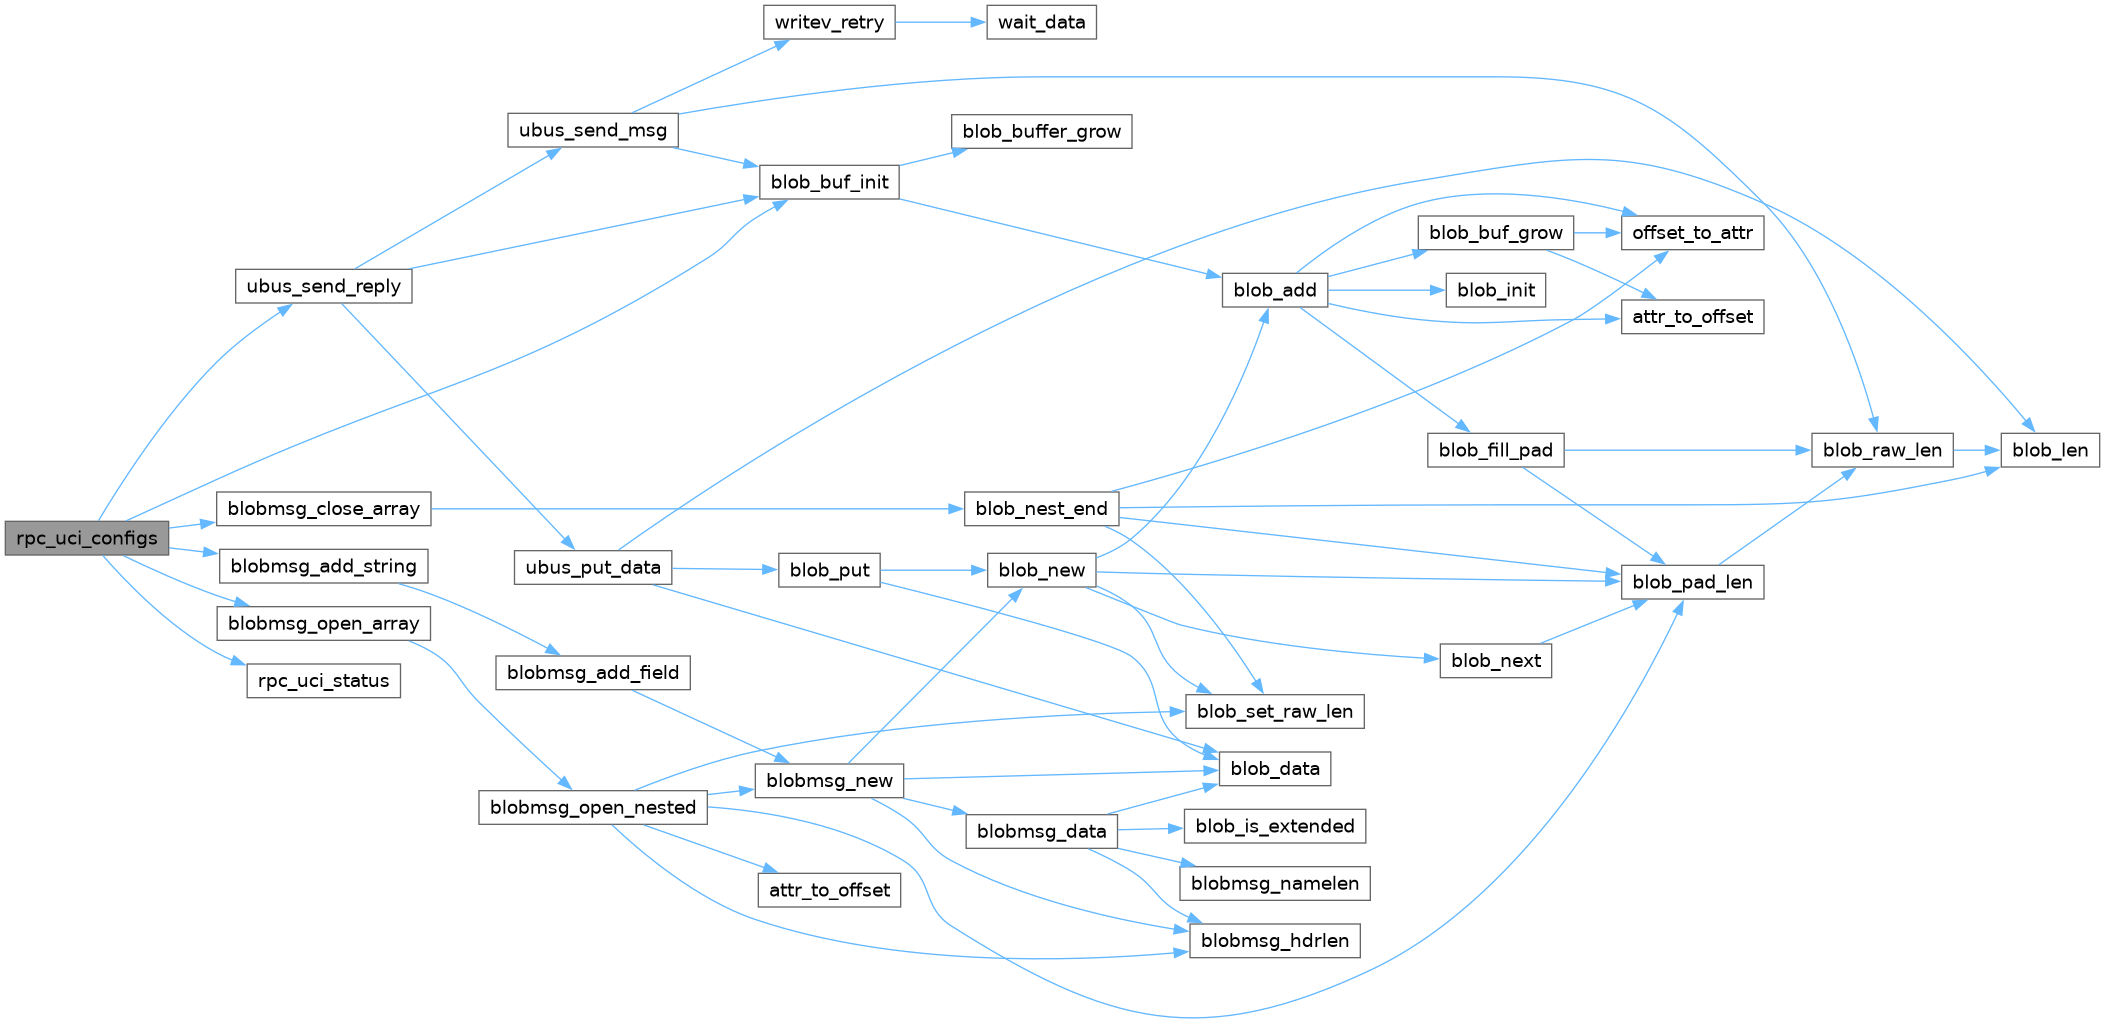 writev_retry
wait_data
ubus_send_msg
blob_buffer_grow
blob_buf_init
blob_buf_grow
offset_to_attr
ubus_send_reply
blob_add
blob_init
attr_to_offset
blob_fill_pad
blob_raw_len
blob_len
blobmsg_close_array
blob_nest_end
rpc_uci_configs
blobmsg_add_string
ubus_put_data
blob_put
blob_new
blob_pad_len
blobmsg_open_array
blobmsg_add_field
blob_next
rpc_uci_status
blob_set_raw_len
blobmsg_new
blob_data
blobmsg_open_nested
blobmsg_data
blob_is_extended
attr_to_offset
blobmsg_namelen
blobmsg_hdrlen